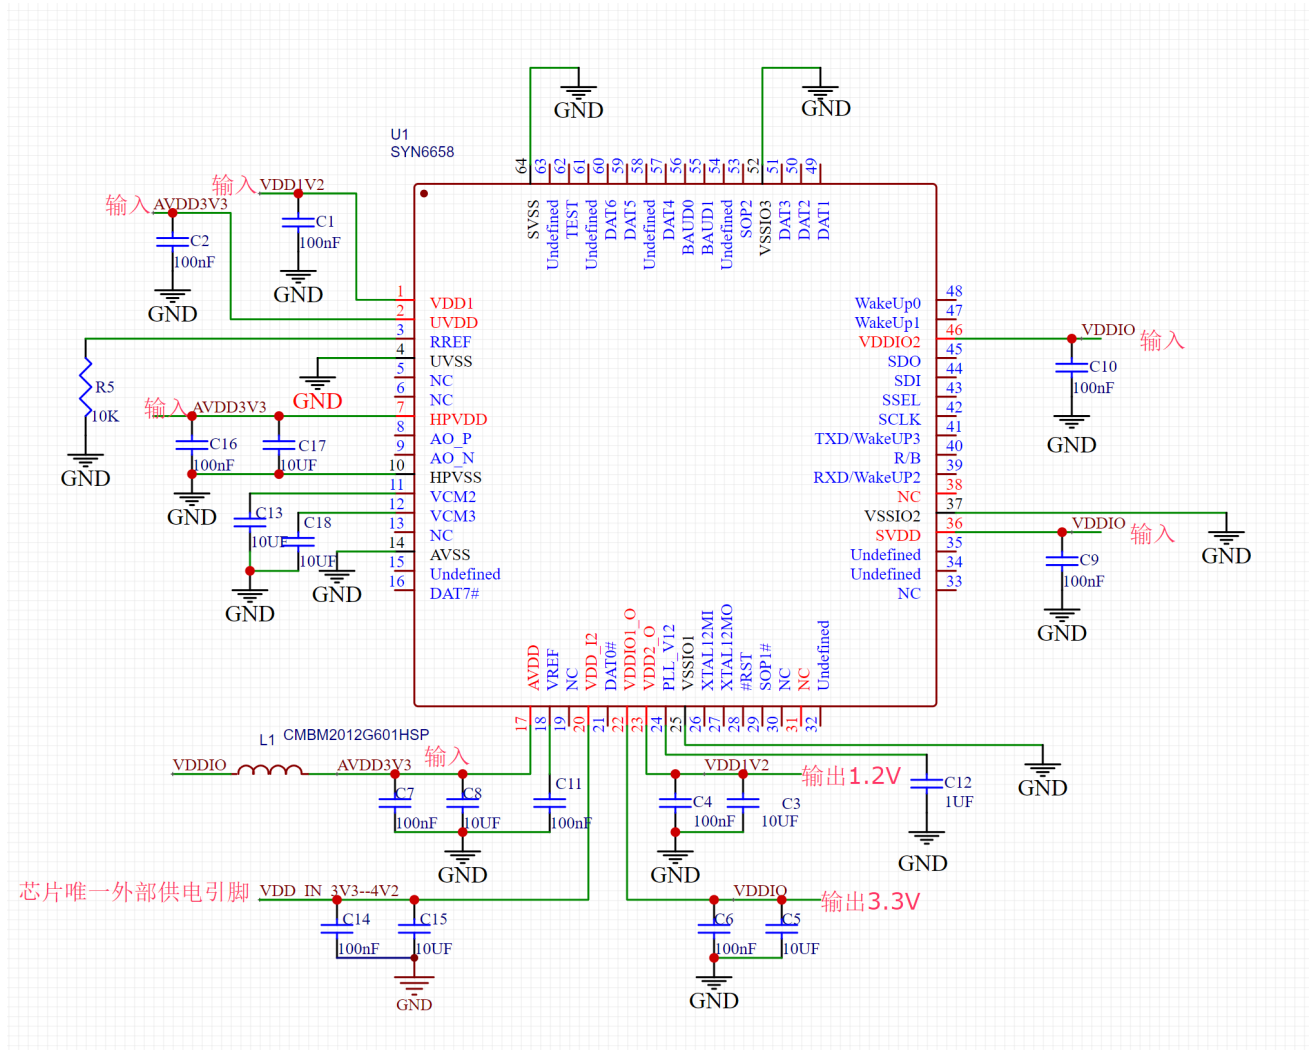 GND
GND
U1
SYN6658
64 63 62 61 60 59 58 57 56 55 54 53 52 51 50 49
SVSS
Undefined
TEST
Undefined
DAT6
DAT5
Undefined
DAT4
BAUD0
BAUD1
Undefined
SOP2
VSSIO3
DAT3
DAT2
DAT1
输入 VDD1V2
C1
100nF
GND
输入 AVDD3V3
C2
100nF
GND
1 VDD1
2 UVDD
3 RREF
4 UVSS
5 NC
6 NC
7 HPVDD
8 AO_P
9 AO_N
10 HPVSS
11 VCM2
12 VCM3
13 NC
14 AVSS
15 Undefined
16 DAT7#
R5
10K
GND
GND
输入 AVDD3V3
C16
100nF
C17
10UF
GND
C13
10UF
C18
10UF
GND
GND
WakeUp0 48
WakeUp1 47
VDDIO2 46
SDO 45
SDI 44
SSEL 43
SCLK 42
TXD/WakeUP3 41
R/B 40
RXD/WakeUP2 39
NC 38
VSSIO2 37
SVDD 36
Undefined 35
Undefined 34
NC 33
VDDIO 输入
C10
100nF
GND
GND
VDDIO 输入
C9
100nF
GND
AVDD
VREF
NC
VDD_I2
DAT0#
VDDIO1_O
VDD2_O
PLL_V12
VSSIO1
XTAL12MI
XTAL12MO
#RST
SOP1#
NC
NC
Undefined
17 18 19 20 21 22 23 24 25 26 27 28 29 30 31 32
L1 CMBM2012G601HSP
VDDIO
AVDD3V3
输入
C7
100nF
C8
10UF
C11
100nF
GND
VDD1V2
输出1.2V
C4
100nF
C3
10UF
GND
C12
1UF
GND
GND
芯片唯一外部供电引脚 VDD_IN_3V3--4V2
C14
100nF
C15
10UF
GND
VDDIO
输出3.3V
C6
100nF
C5
10UF
GND